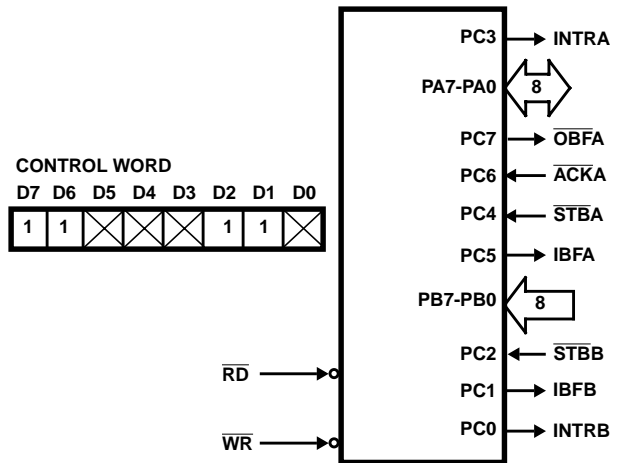 PC3 INTRA
PA7-PA0 8
PC7 OBFA
CONTROL WORD
PC6 ACKA
D7 D6 D5 D4 D3 D2 D1 D0
PC4 STBA
1 1 1 1
PC5 IBFA
PB7-PB0 8
PC2 STBB
RD
PC1 IBFB
PC0 INTRB
WR